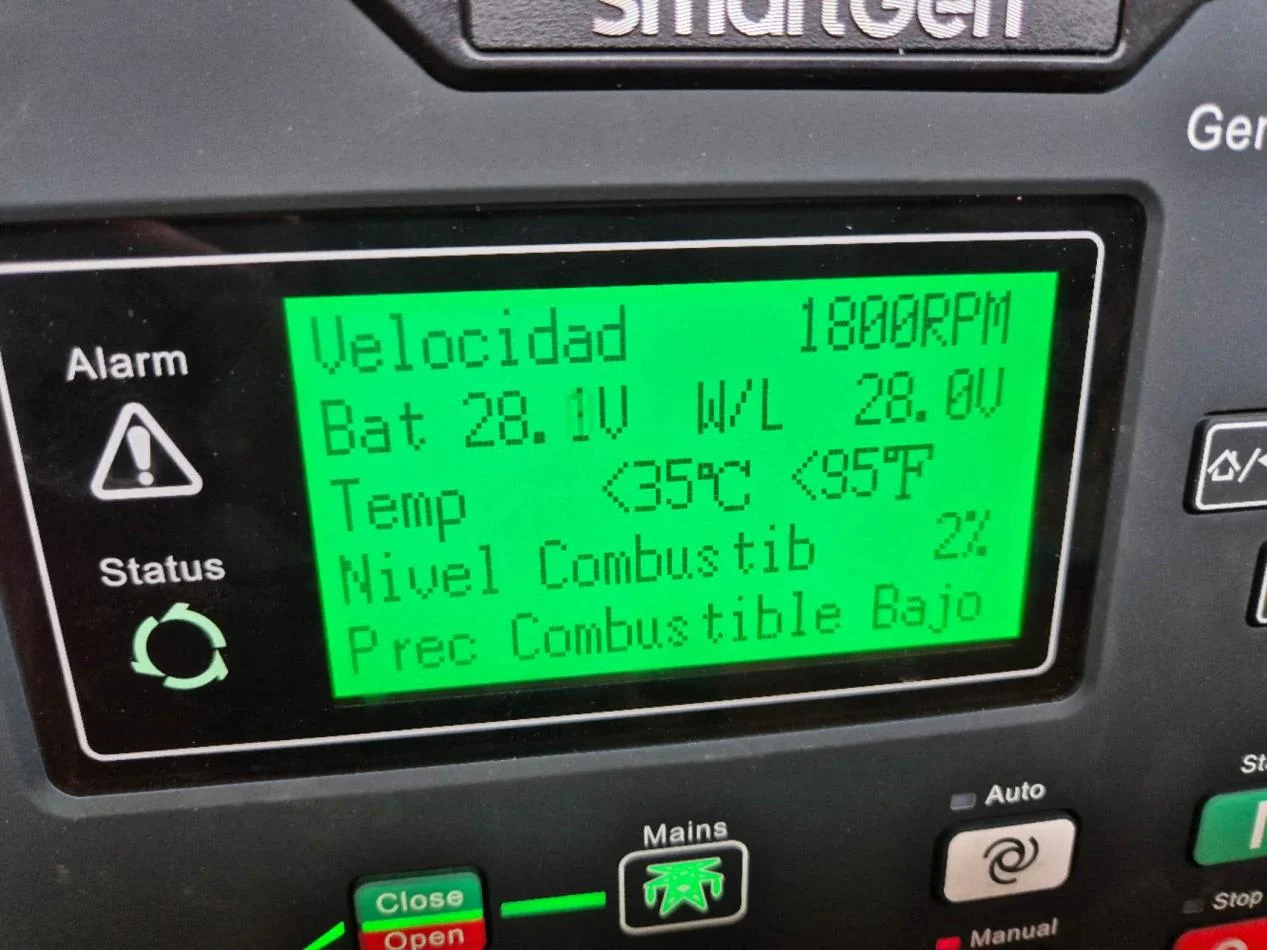 SmartGen
Alarm
Status
Velocidad 1800RPM
Bat 28.1V W/L 28.0V
Temp <35℃ <95℉
Nivel Combustib 2%
Prec Combustible Bajo
Mains
Close
Open
Auto
Manual
Stop